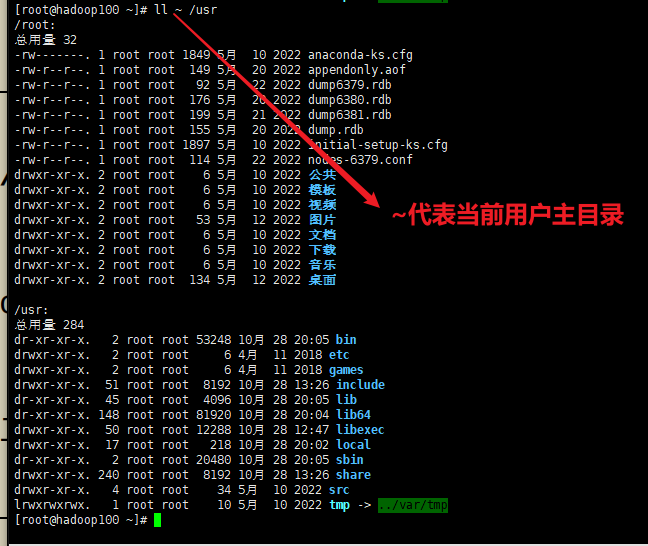 tmp -> ../var/tmp
[root@hadoop100 ~]# ll ~ /usr
/root:
总用量 32
-rw-------. 1 root root 1849 5月  10 2022 anaconda-ks.cfg
-rw-r--r--. 1 root root  149 5月  20 2022 appendonly.aof
-rw-r--r--. 1 root root   92 5月  22 2022 dump6379.rdb
-rw-r--r--. 1 root root  176 5月  20 2022 dump6380.rdb
-rw-r--r--. 1 root root  199 5月  21 2022 dump6381.rdb
-rw-r--r--. 1 root root  155 5月  20 2022 dump.rdb
-rw-r--r--. 1 root root 1897 5月  10 2022 initial-setup-ks.cfg
-rw-r--r--. 1 root root  114 5月  22 2022 nodes-6379.conf
drwxr-xr-x. 2 root root    6 5月  10 2022 公共
drwxr-xr-x. 2 root root    6 5月  10 2022 模板
drwxr-xr-x. 2 root root    6 5月  10 2022 视频
drwxr-xr-x. 2 root root   53 5月  12 2022 图片
drwxr-xr-x. 2 root root    6 5月  10 2022 文档
drwxr-xr-x. 2 root root    6 5月  10 2022 下载
drwxr-xr-x. 2 root root    6 5月  10 2022 音乐
drwxr-xr-x. 2 root root  134 5月  12 2022 桌面
~代表当前用户主目录
/usr:
总用量 284
dr-xr-xr-x.   2 root root 53248 10月 28 20:05 bin
drwxr-xr-x.   2 root root     6 4月  11 2018 etc
drwxr-xr-x.   2 root root     6 4月  11 2018 games
drwxr-xr-x.  51 root root  8192 10月 28 13:26 include
dr-xr-xr-x.  45 root root  4096 10月 28 20:05 lib
dr-xr-xr-x. 148 root root 81920 10月 28 20:04 lib64
drwxr-xr-x.  50 root root 12288 10月 28 12:47 libexec
drwxr-xr-x.  17 root root   218 10月 28 20:02 local
dr-xr-xr-x.   2 root root 20480 10月 28 20:05 sbin
drwxr-xr-x. 240 root root  8192 10月 28 13:26 share
drwxr-xr-x.   4 root root    34 5月  10 2022 src
lrwxrwxrwx.   1 root root    10 5月  10 2022 tmp -> ../var/tmp
[root@hadoop100 ~]#